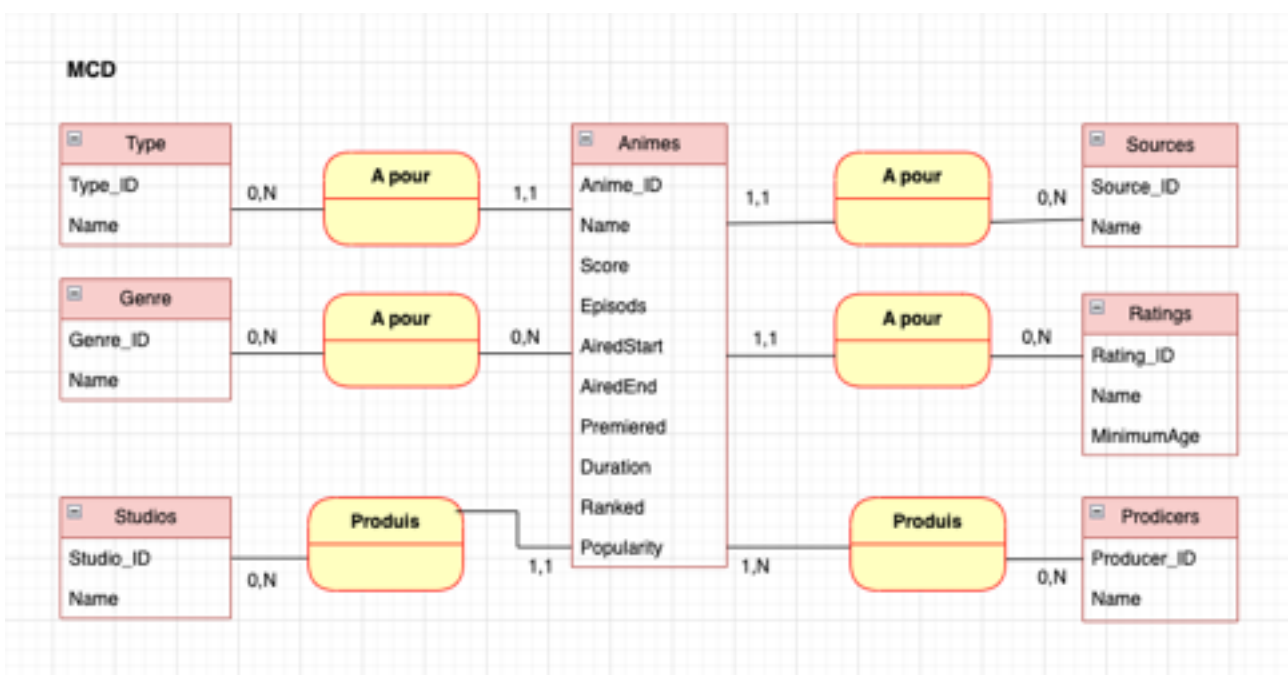 MCD
Type
Type_ID
Name
0,N
A pour
1,1
Genre
Genre_ID
Name
0,N
A pour
0,N
Studios
Studio_ID
Name
0,N
Produis
1,1
Animes
Anime_ID
Name
Score
Episods
AiredStart
AiredEnd
Premiered
Duration
Ranked
Popularity
1,1
A pour
0,N
Sources
Source_ID
Name
1,1
A pour
0,N
Ratings
Rating_ID
Name
MinimumAge
1,N
Produis
0,N
Prodicers
Producer_ID
Name